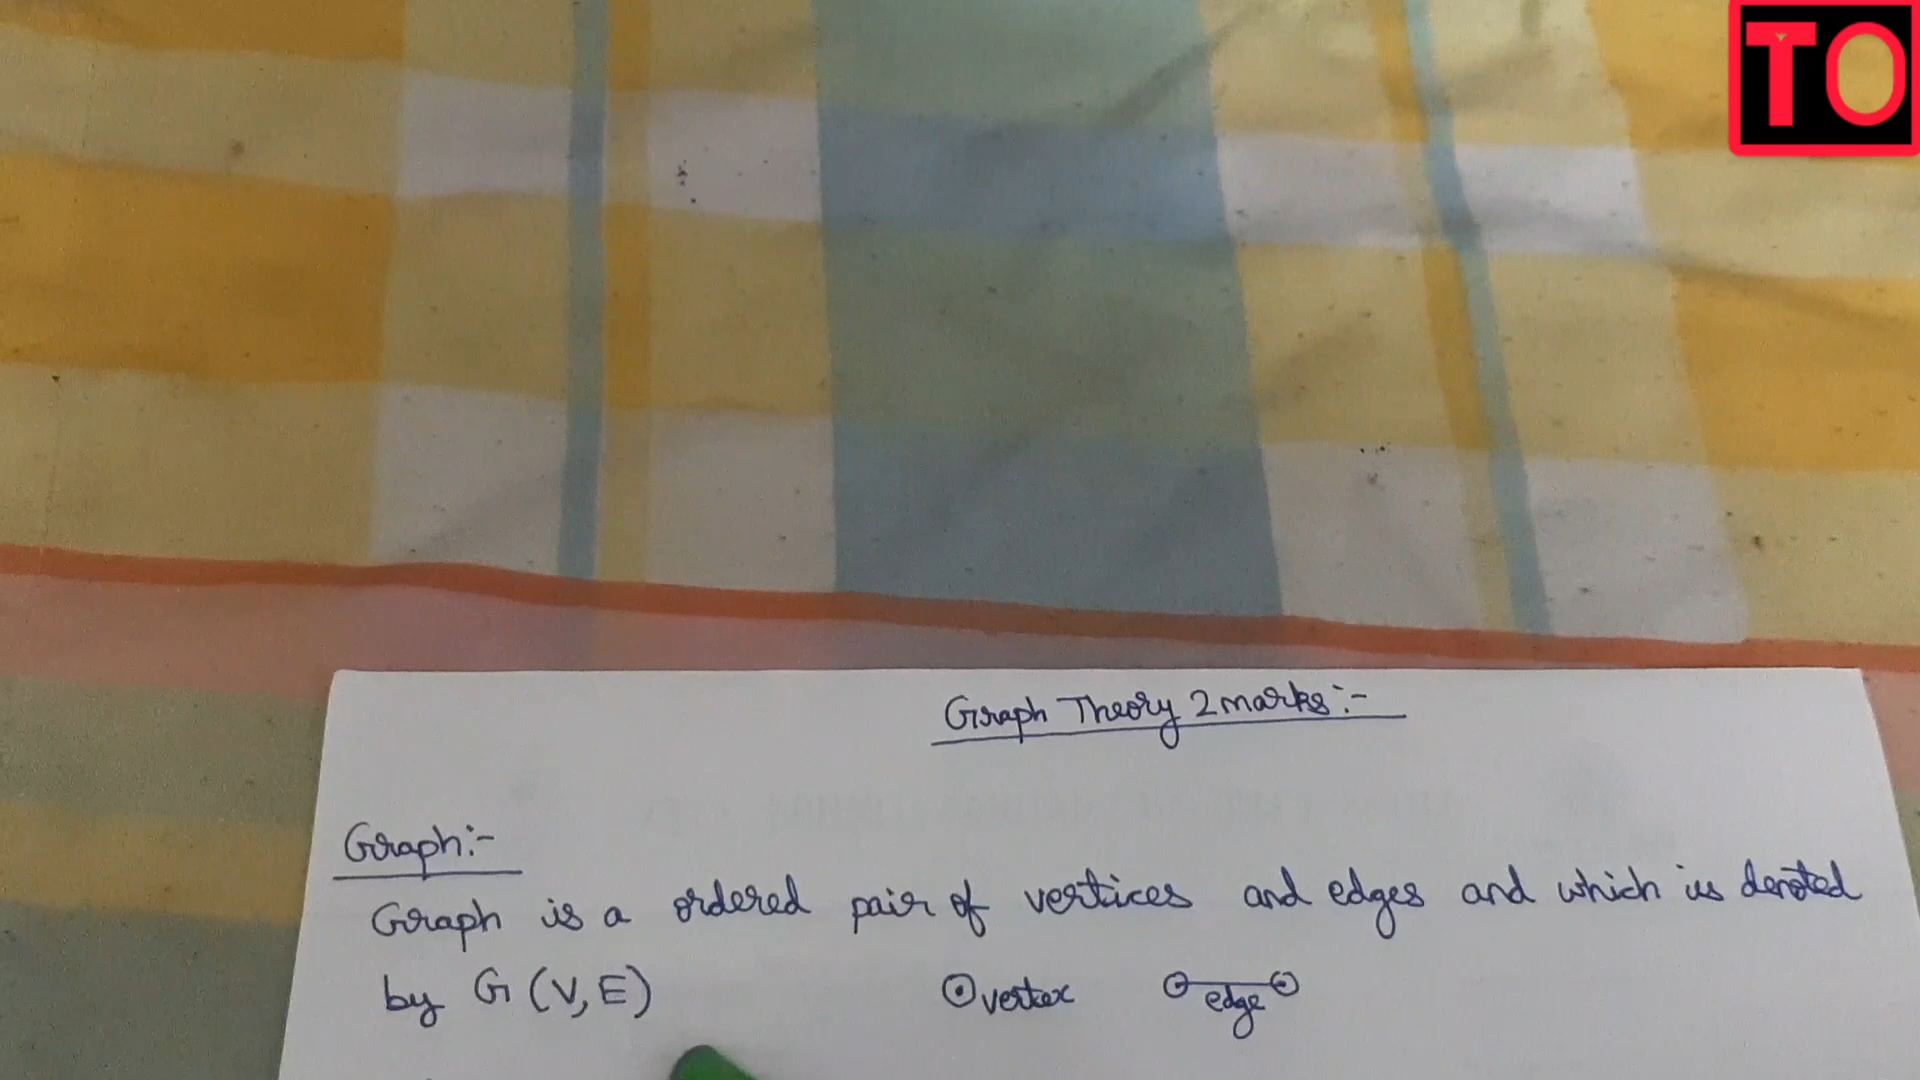 TO
Graph Theory 2marks:-
Graph:-
Graph is a ordered pair of vertices and edges and which is denoted
by G (V, E) vertex edge